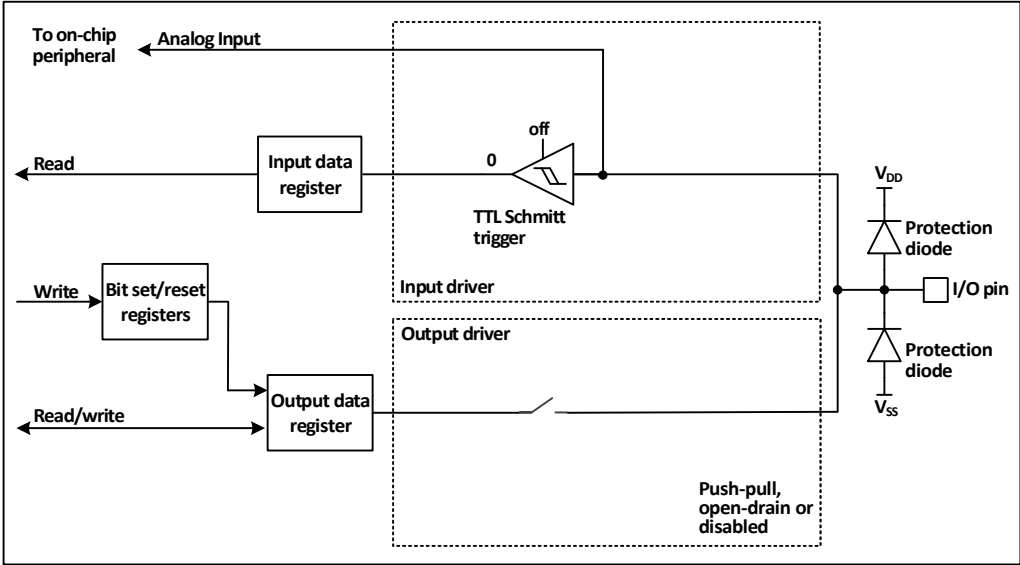 To on-chip
peripheral
Analog Input
off
Read
Input data
register
0
TTL Schmitt
trigger
VDD
Protection
diode
Write
Bit set/reset
registers
Input driver
I/O pin
Output driver
Protection
diode
Read/write
Output data
register
VSS
Push-pull,
open-drain or
disabled